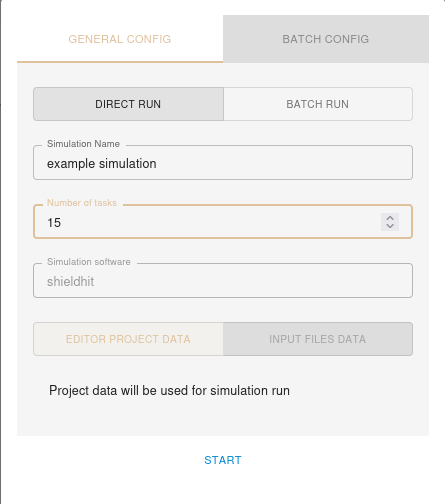 GENERAL CONFIG BATCH CONFIG
DIRECT RUN BATCH RUN
Simulation Name
example simulation
Number of tasks
15
Simulation software
shieldhit
EDITOR PROJECT DATA INPUT FILES DATA
Project data will be used for simulation run
START